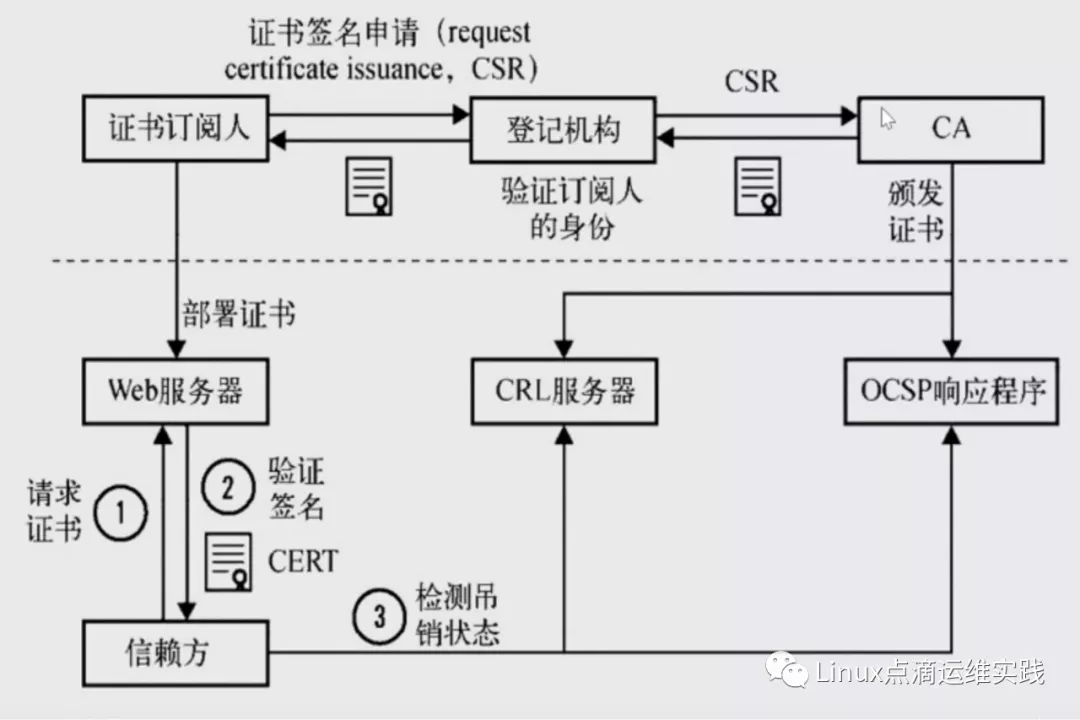 证书签名申请（request
certificate issuance，CSR）
CSR
证书订阅人
登记机构
CA
验证订阅人
的身份
颁发
证书
部署证书
Web服务器
CRL服务器
OCSP响应程序
请求
证书
1
2
验证
签名
CERT
3
检测吊
销状态
信赖方
Linux点滴运维实践